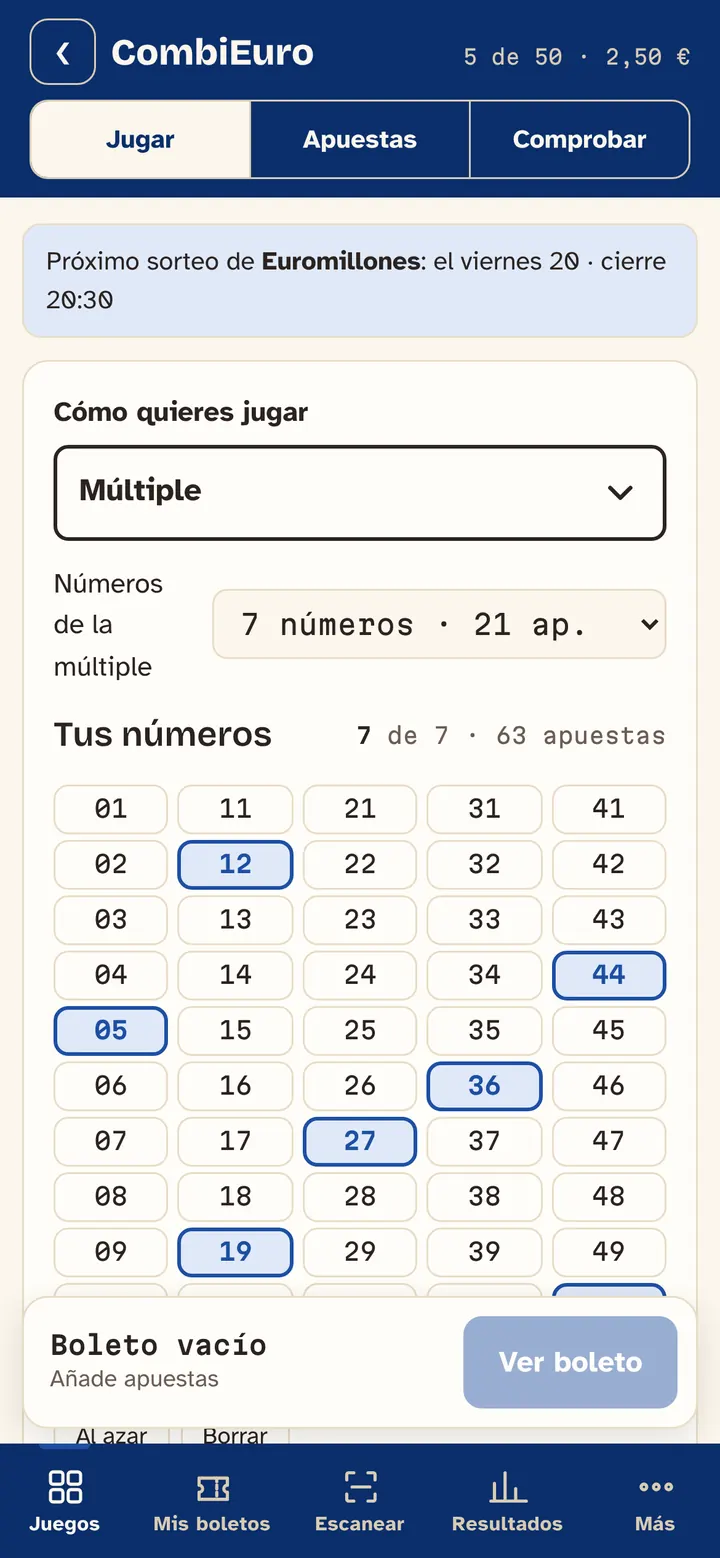 CombiEuro
5 de 50 · 2,50 €
Jugar
Apuestas
Comprobar
Próximo sorteo de Euromillones: el viernes 20 · cierre
20:30
Cómo quieres jugar
Múltiple
Números
de la
múltiple
7 números · 21 ap.
Tus números
7 de 7 · 63 apuestas
01 11 21 31 41
02 12 22 32 42
03 13 23 33 43
04 14 24 34 44
05 15 25 35 45
06 16 26 36 46
07 17 27 37 47
08 18 28 38 48
09 19 29 39 49
Boleto vacío
Añade apuestas
Ver boleto
Al azar
Borrar
Juegos
Mis boletos
Escanear
Resultados
Más